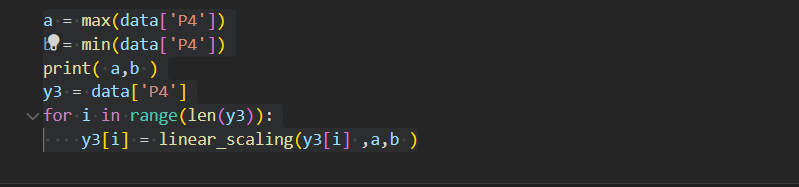 a = max(data['P4'])
b = min(data['P4'])
print( a,b )
y3 = data['P4']
for i in range(len(y3)):
    y3[i] = linear_scaling(y3[i] ,a,b )